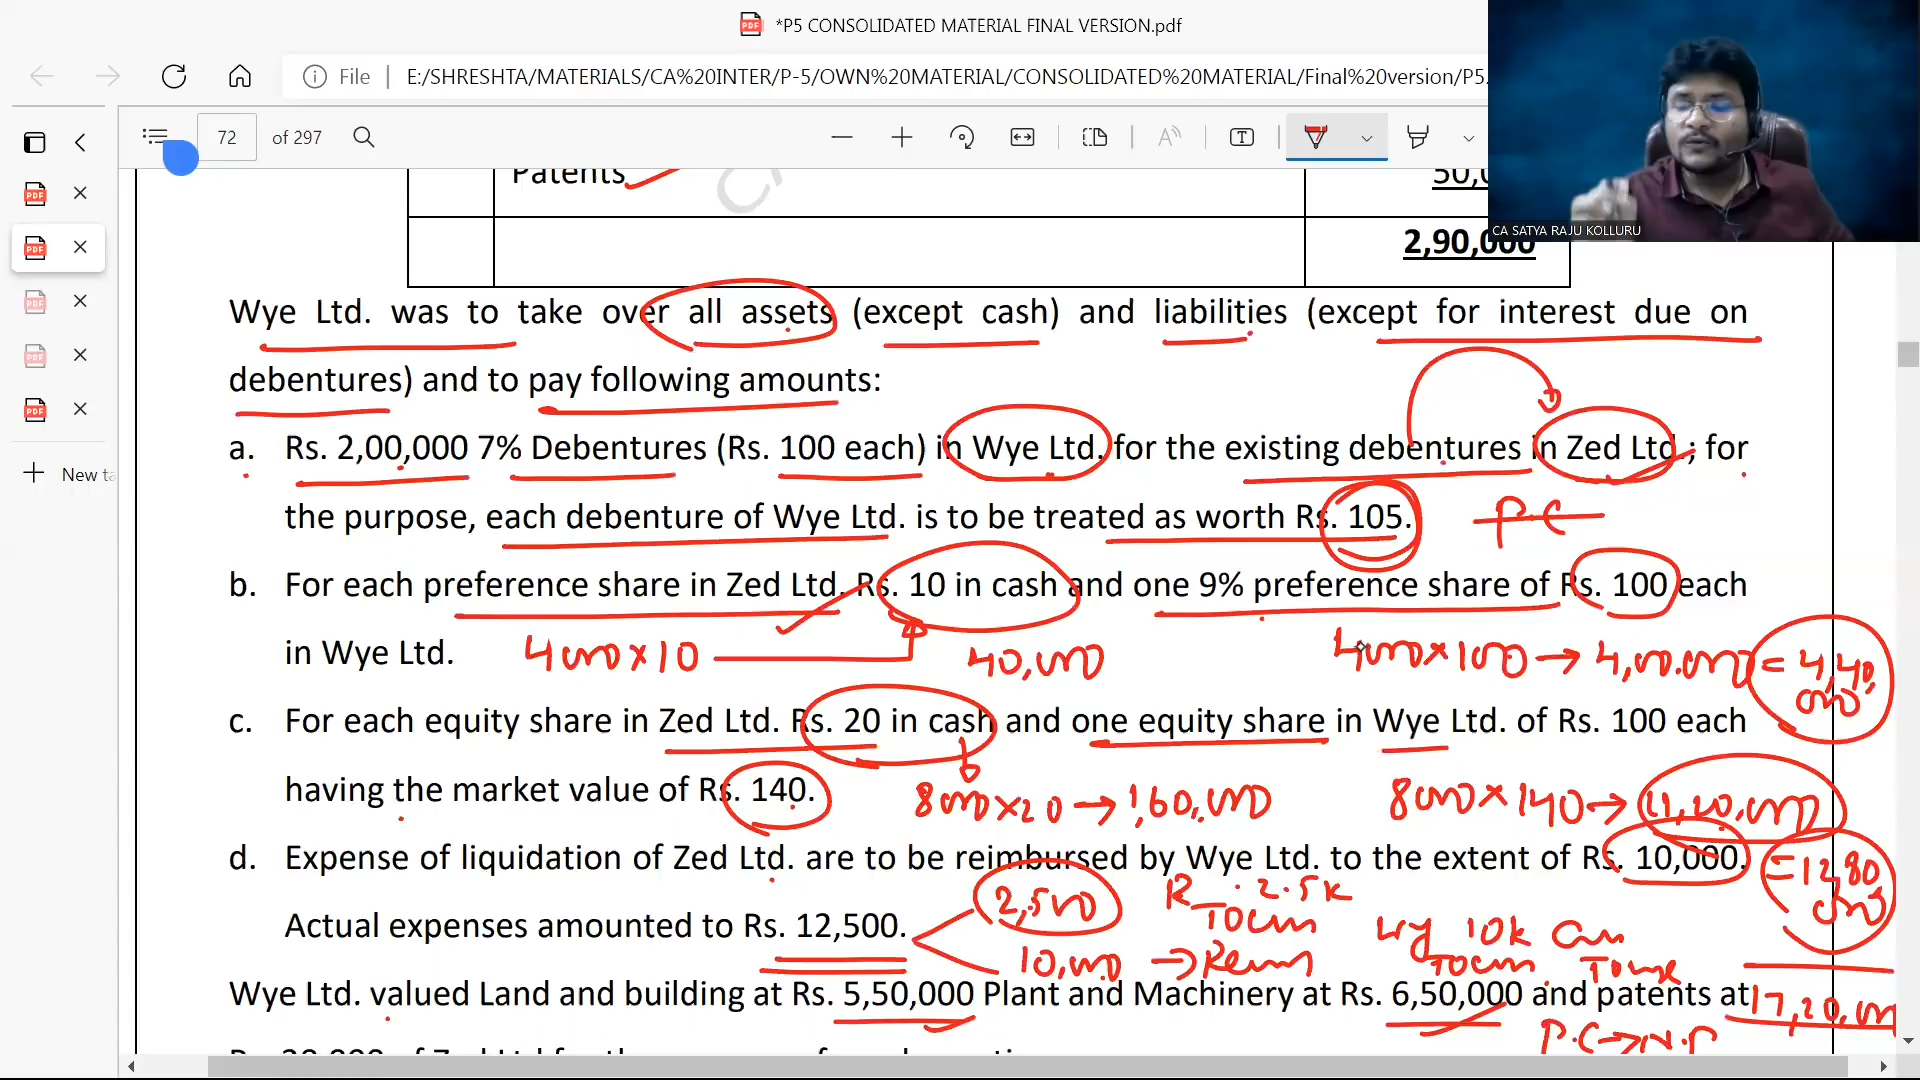 *P5 CONSOLIDATED MATERIAL FINAL VERSION.pdf
File | E:/SHRESHTA/MATERIALS/CA%20INTER/P-5/OWN%20MATERIAL/CONSOLIDATED%20MATERIAL/Final%20version/P5.
72 of 297
New ta
Patents
50,0
2,90,000
CA SATYA RAJU KOLLURU
Wye Ltd. was to take over all assets (except cash) and liabilities (except for interest due on
debentures) and to pay following amounts:
a. Rs. 2,00,000 7% Debentures (Rs. 100 each) in Wye Ltd. for the existing debentures in Zed Ltd.; for
the purpose, each debenture of Wye Ltd. is to be treated as worth Rs. 105. P.C
b. For each preference share in Zed Ltd. Rs. 10 in cash and one 9% preference share of Rs. 100 each
in Wye Ltd. 4000×10 40,000 4000×100→ 4,00,000 = 4,40,000
c. For each equity share in Zed Ltd. Rs. 20 in cash and one equity share in Wye Ltd. of Rs. 100 each
having the market value of Rs. 140. 8000×20→ 1,60,000 8000×140→ 11,20,000
d. Expense of liquidation of Zed Ltd. are to be reimbursed by Wye Ltd. to the extent of Rs. 10,000. =12,80,000
2,500 2.5K
Actual expenses amounted to Rs. 12,500. 10K
10,000 →
Wye Ltd. valued Land and building at Rs. 5,50,000 Plant and Machinery at Rs. 6,50,000 and patents at 17,20,000
P.C→N.P